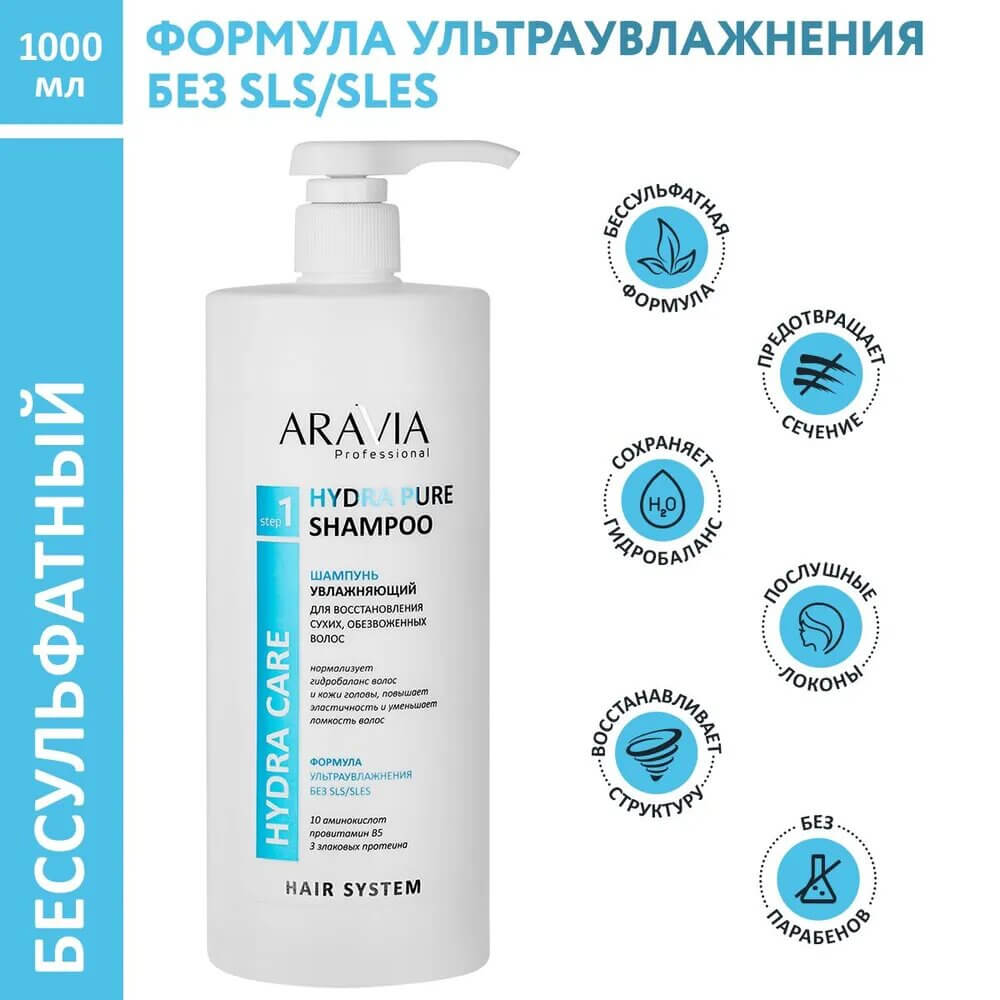 1000
мл
ФОРМУЛА УЛЬТРАУВЛАЖНЕНИЯ
БЕЗ SLS/SLES
БЕССУЛЬФАТНЫЙ
ARAVIA
Professional
step 1
HYDRA PURE
SHAMPOO
HYDRA CARE
ШАМПУНЬ
УВЛАЖНЯЮЩИЙ
ДЛЯ ВОССТАНОВЛЕНИЯ
СУХИХ, ОБЕЗВОЖЕННЫХ
ВОЛОС
нормализует
гидробаланс волос
и кожи головы, повышает
эластичность и уменьшает
ломкость волос
ФОРМУЛА
УЛЬТРАУВЛАЖНЕНИЯ
БЕЗ SLS/SLES
10 аминокислот
провитамин В5
3 злаковых протеина
HAIR SYSTEM
БЕССУЛЬФАТНАЯ
ФОРМУЛА
ПРЕДОТВРАЩАЕТ
СЕЧЕНИЕ
СОХРАНЯЕТ
H2O
ГИДРОБАЛАНС
ПОСЛУШНЫЕ
ЛОКОНЫ
ВОССТАНАВЛИВАЕТ
СТРУКТУРУ
БЕЗ
ПАРАБЕНОВ